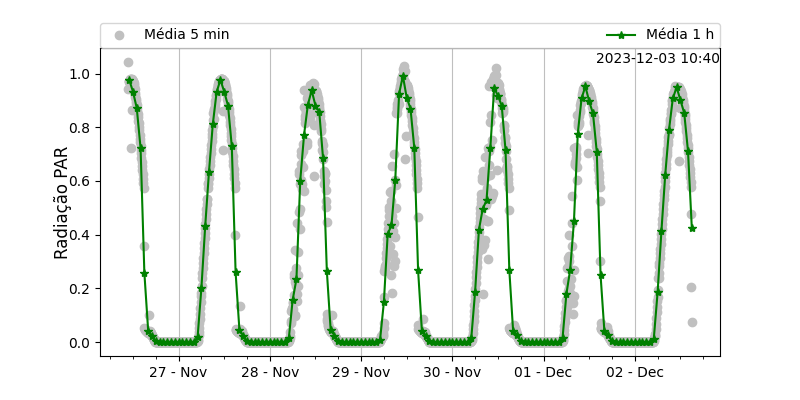 Média 5 min
Média 1 h
2023-12-03 10:40
Radiação PAR
1.0
0.8
0.6
0.4
0.2
0.0
27 - Nov
28 - Nov
29 - Nov
30 - Nov
01 - Dec
02 - Dec